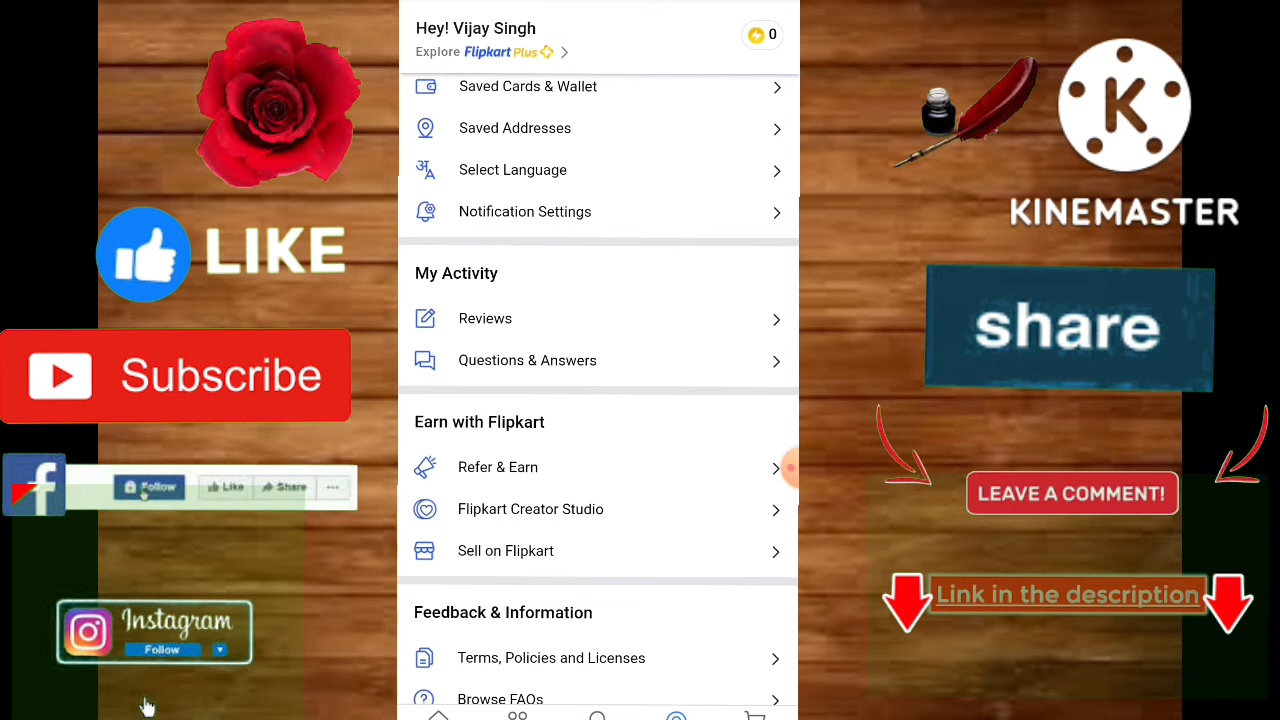 LIKE
Subscribe
Follow
Like
Share
Instagram
Follow
Hey! Vijay Singh
Explore Flipkart Plus
0
Saved Cards & Wallet
Saved Addresses
Select Language
Notification Settings
My Activity
Reviews
Questions & Answers
Earn with Flipkart
Refer & Earn
Flipkart Creator Studio
Sell on Flipkart
Feedback & Information
Terms, Policies and Licenses
Browse FAQs
K
KINEMASTER
share
LEAVE A COMMENT!
Link in the description